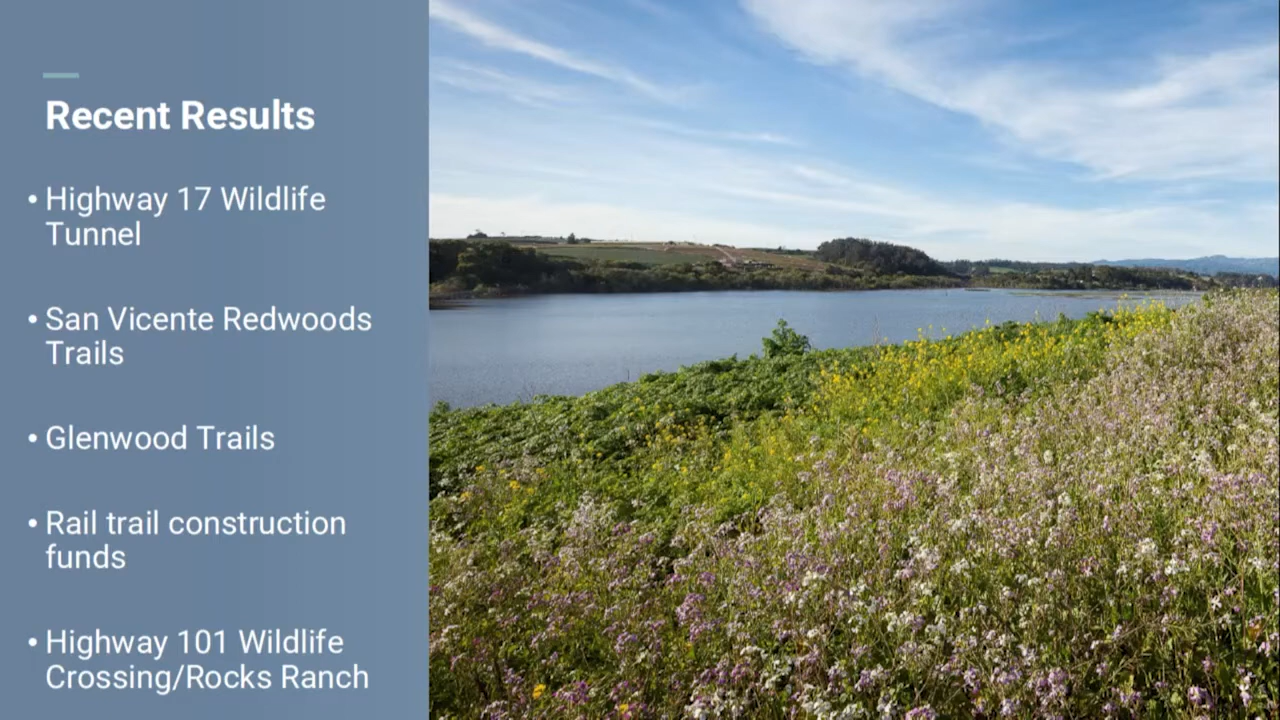 Recent Results
• Highway 17 Wildlife
Tunnel
• San Vicente Redwoods
Trails
• Glenwood Trails
• Rail trail construction
funds
• Highway 101 Wildlife
Crossing/Rocks Ranch